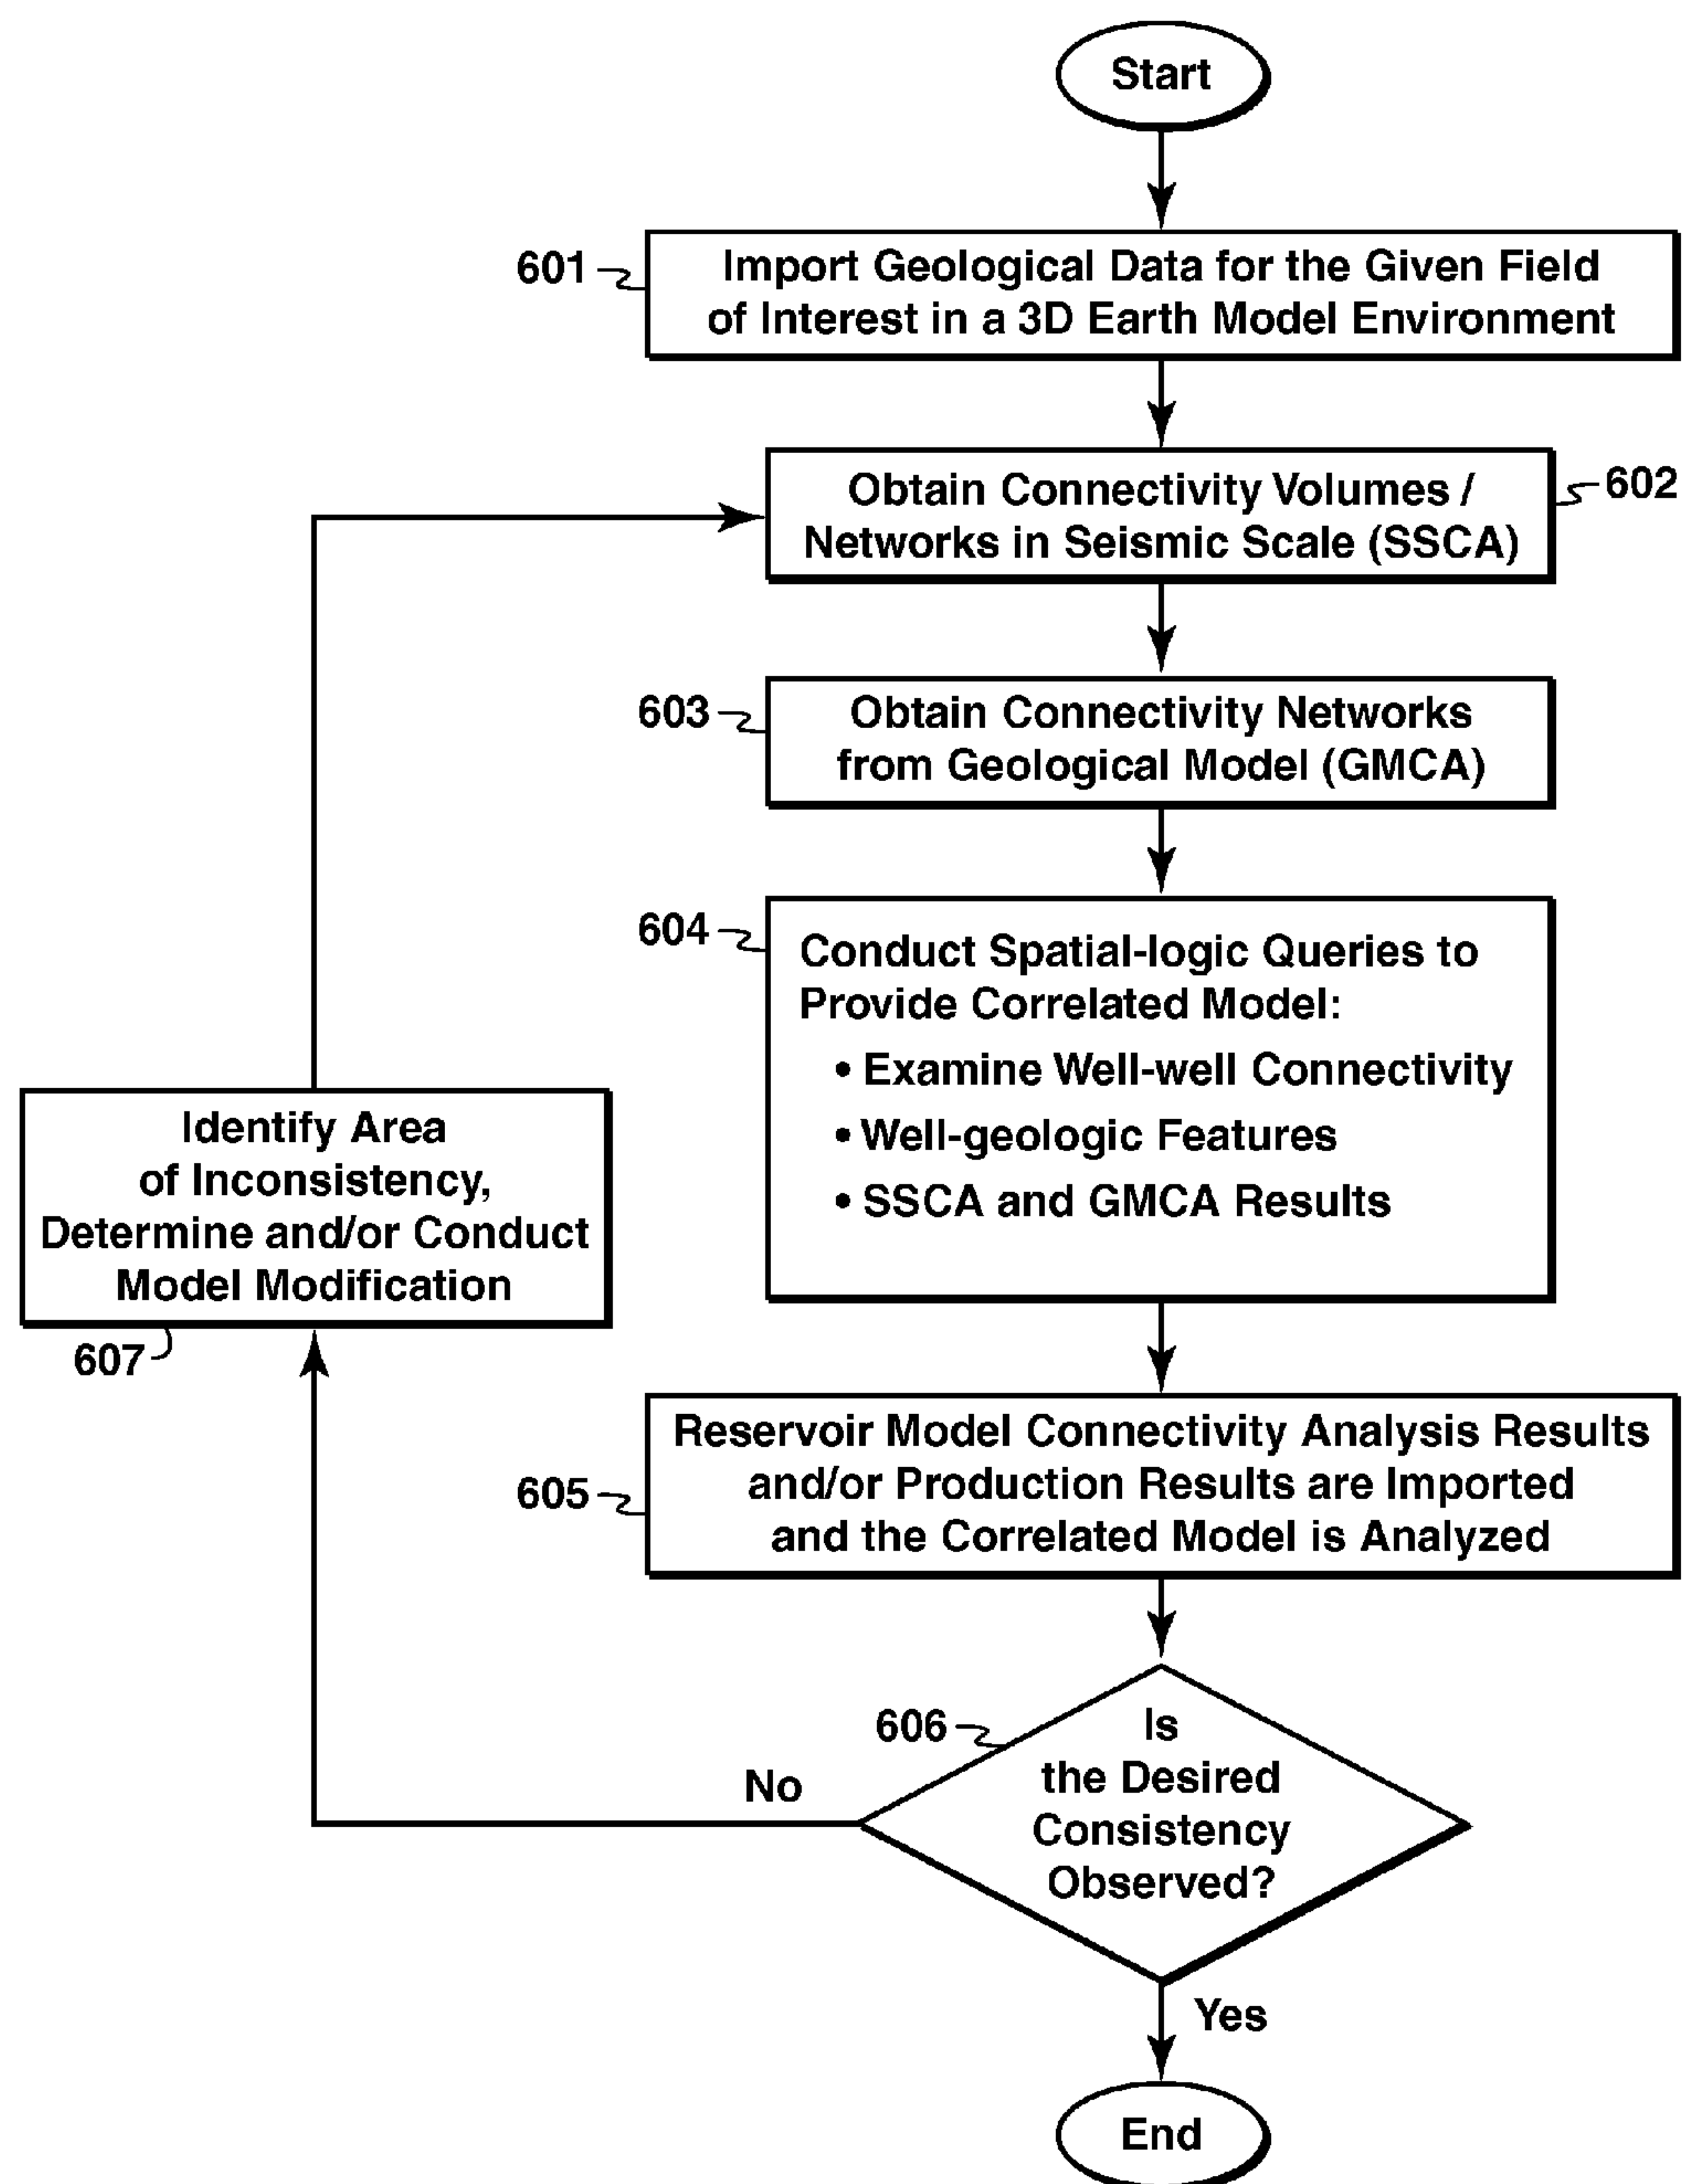 Start
601
Import Geological Data for the Given Field
of Interest in a 3D Earth Model Environment
Obtain Connectivity Volumes /
Networks in Seismic Scale (SSCA)
602
603
Obtain Connectivity Networks
from Geological Model (GMCA)
604
Conduct Spatial-logic Queries to
Provide Correlated Model:
• Examine Well-well Connectivity
• Well-geologic Features
• SSCA and GMCA Results
Identify Area
of Inconsistency,
Determine and/or Conduct
Model Modification
607
605
Reservoir Model Connectivity Analysis Results
and/or Production Results are Imported
and the Correlated Model is Analyzed
606
Is
the Desired
Consistency
Observed?
No
Yes
End